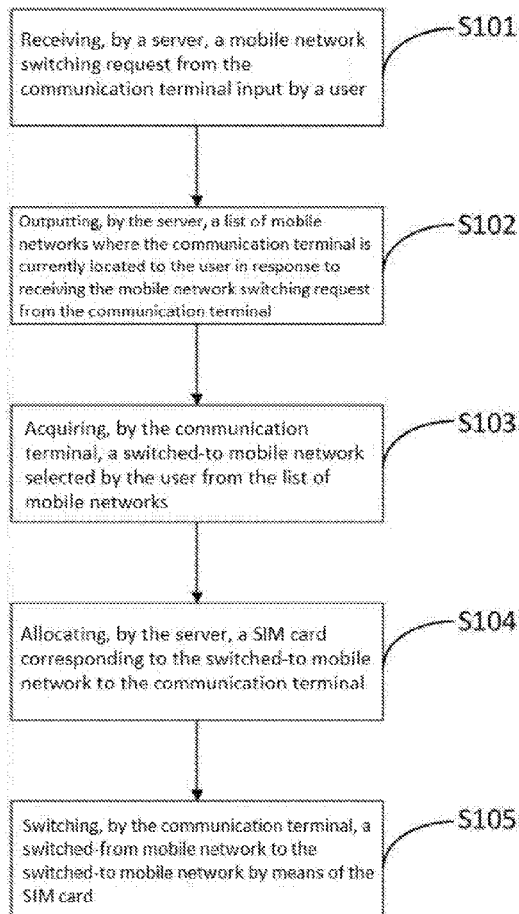 Receiving, by a server, a mobile network
switching request from the
communication terminal input by a user
S101
Outputting, by the server, a list of mobile
networks where the communication terminal is
currently located to the user in response to
receiving the mobile network switching request
from the communication terminal
S102
Acquiring, by the communication
terminal, a switched-to mobile network
selected by the user from the list of
mobile networks
S103
Allocating, by the server, a SIM card
corresponding to the switched-to mobile
network to the communication terminal
S104
Switching, by the communication terminal, a
switched-from mobile network to the
switched-to mobile network by means of the
SIM card
S105